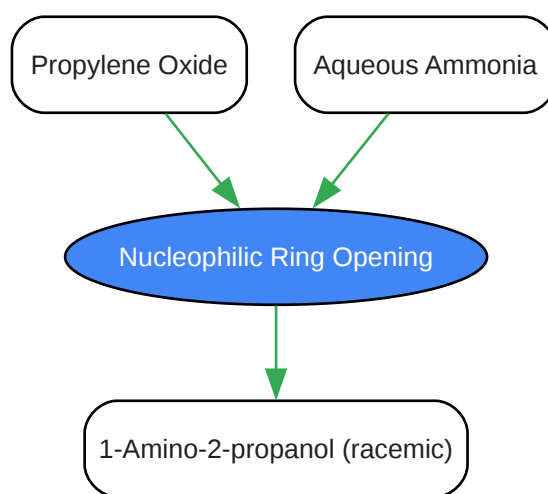 Propylene Oxide
Aqueous Ammonia
Nucleophilic Ring Opening
1-Amino-2-propanol (racemic)